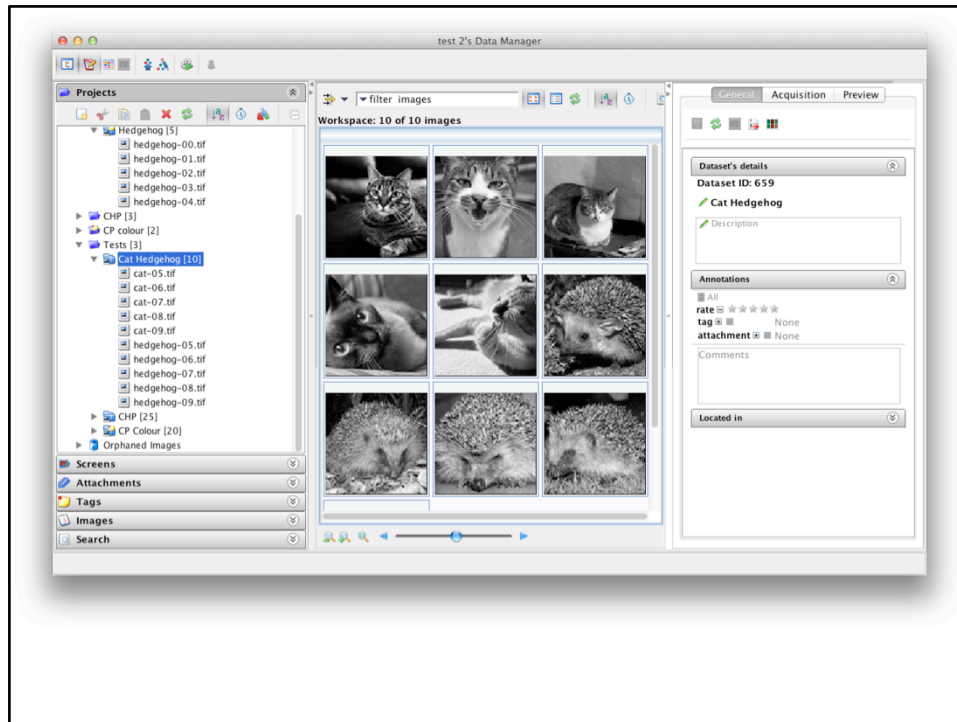 test 2's Data Manager
Projects
Hedgehog [5]
hedgehog-00.tif
hedgehog-01.tif
hedgehog-02.tif
hedgehog-03.tif
hedgehog-04.tif
CHP [3]
CP colour [2]
Tests [3]
Cat Hedgehog [10]
cat-05.tif
cat-06.tif
cat-07.tif
cat-08.tif
cat-09.tif
hedgehog-05.tif
hedgehog-06.tif
hedgehog-07.tif
hedgehog-08.tif
hedgehog-09.tif
CHP [25]
CP Colour [20]
Orphaned Images
Screens
Attachments
Tags
Images
Search
filter images
Workspace: 10 of 10 images
General Acquisition Preview
Dataset's details
Dataset ID: 659
Cat Hedgehog
Description
Annotations
All
rate
tag None
attachment None
Comments
Located in